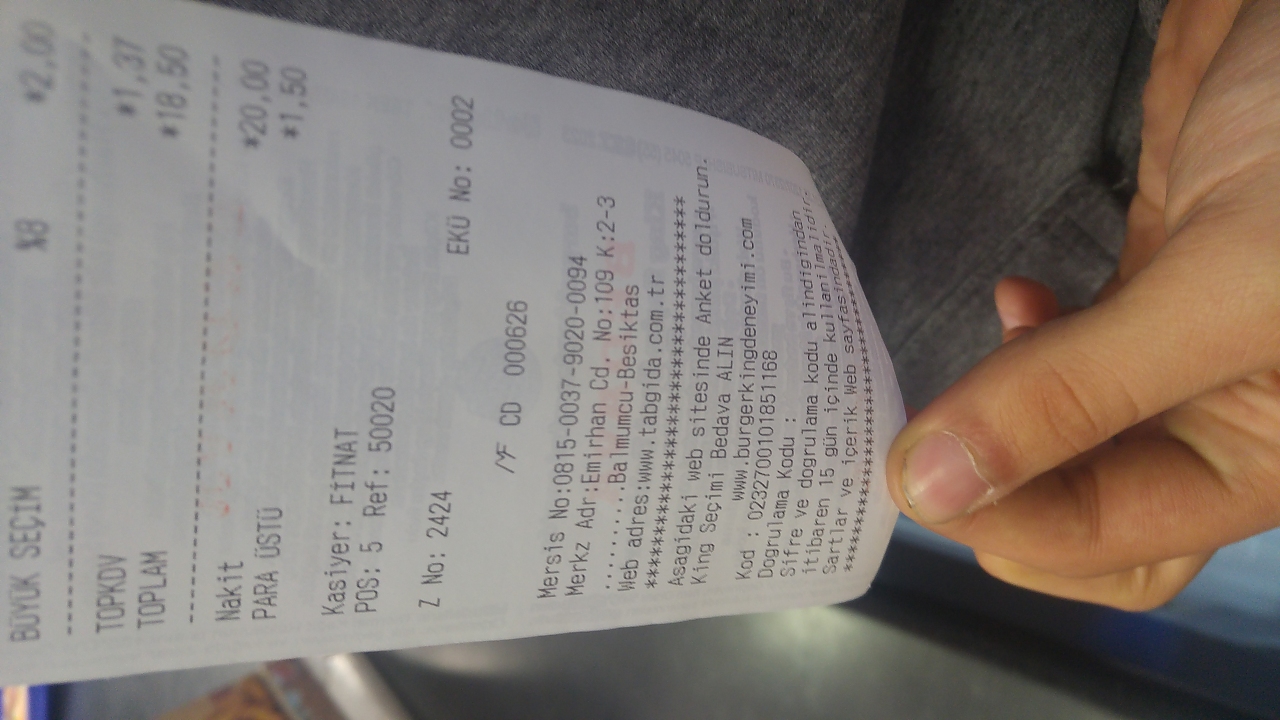 BÜYÜK SEÇİM %8 *2,00
TOPKDV *1,37
TOPLAM *18,50
Nakit *20,00
PARA ÜSTÜ *1,50
Kasiyer: FİTNAT
POS: 5 Ref: 50020
Z No: 2424 EKÜ No: 0002
/F CD 000626
Mersis No:0815-0037-9020-0094
Merkz Adr:Emirhan Cd. No:109 K:2-3
.........Balmumcu-Besiktas
Web adres:www.tabgida.com.tr
************************************
Asagidaki web sitesinde Anket doldurun.
King Seçimi Bedava ALIN
www.burgerkingdeneyimi.com
Kod : 0232700101851168
Dogrulama Kodu :
Sifre ve dogrulama kodu alindigindan
itibaren 15 gün içinde kullanilmalidir.
Sartlar ve içerik Web sayfasindadir.
************************************